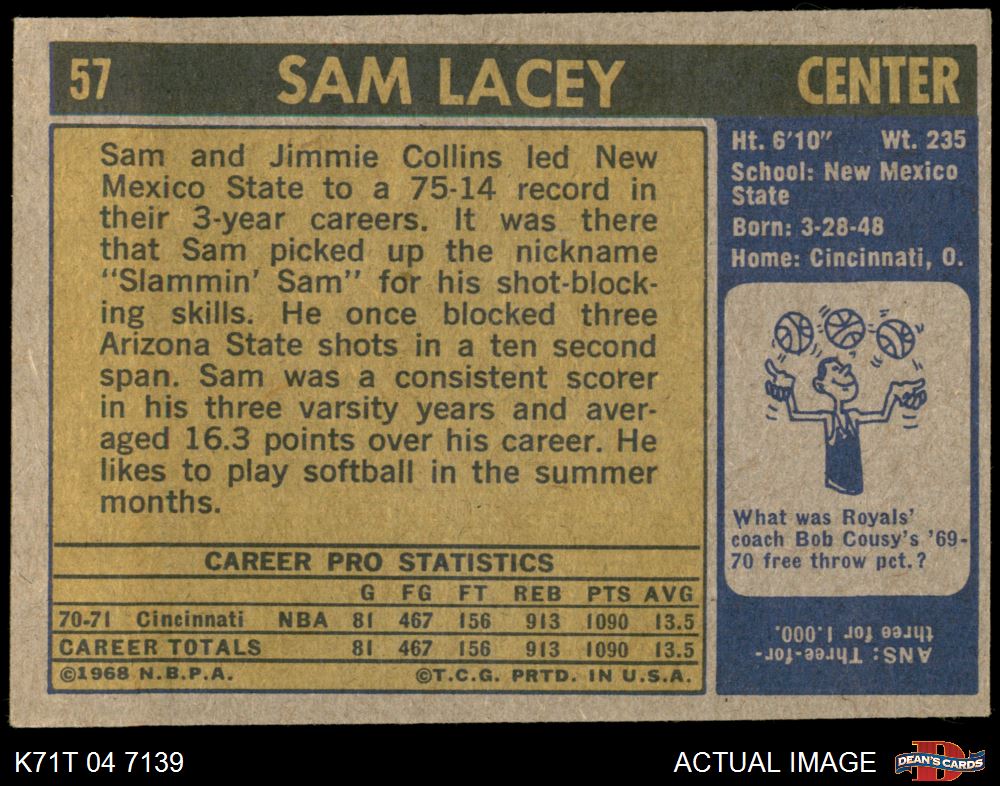 57 SAM LACEY CENTER
Sam and Jimmie Collins led New
Mexico State to a 75-14 record in
their 3-year careers. It was there
that Sam picked up the nickname
"Slammin' Sam" for his shot-block-
ing skills. He once blocked three
Arizona State shots in a ten second
span. Sam was a consistent scorer
in his three varsity years and aver-
aged 16.3 points over his career. He
likes to play softball in the summer
months.
CAREER PRO STATISTICS
G FG FT REB PTS AVG
70-71 Cincinnati NBA 81 467 156 913 1090 13.5
CAREER TOTALS 81 467 156 913 1090 13.5
©1968 N.B.P.A. ©T.C.G. PRTD. IN U.S.A.
Ht. 6'10" Wt. 235
School: New Mexico
State
Born: 3-28-48
Home: Cincinnati, O.
What was Royals'
coach Bob Cousy's '69-
70 free throw pct.?
ANS: Three-for-
three for 1.000.
K71T 04 7139 ACTUAL IMAGE
D
DEAN'S CARDS